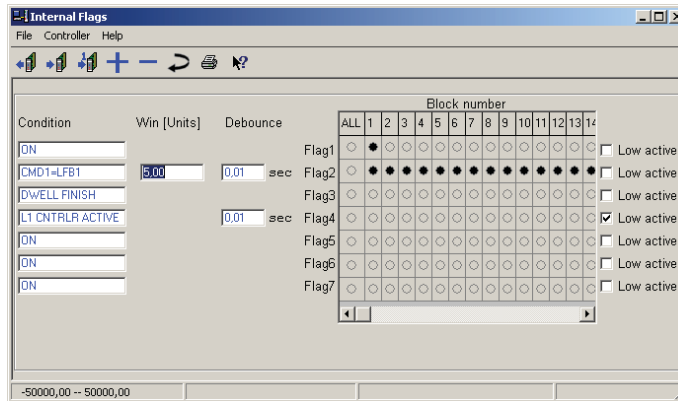 Internal Flags
File Controller Help
Block number
Condition Win [Units] Debounce ALL 1 2 3 4 5 6 7 8 9 10 11 12 13 14
ON Flag1 Low active
CMD1=LFB1 5,00 0,01 sec Flag2 Low active
DWELL FINISH Flag3 Low active
L1 CNTRLR ACTIVE 0,01 sec Flag4 Low active
ON Flag5 Low active
ON Flag6 Low active
ON Flag7 Low active
-50000,00 -- 50000,00